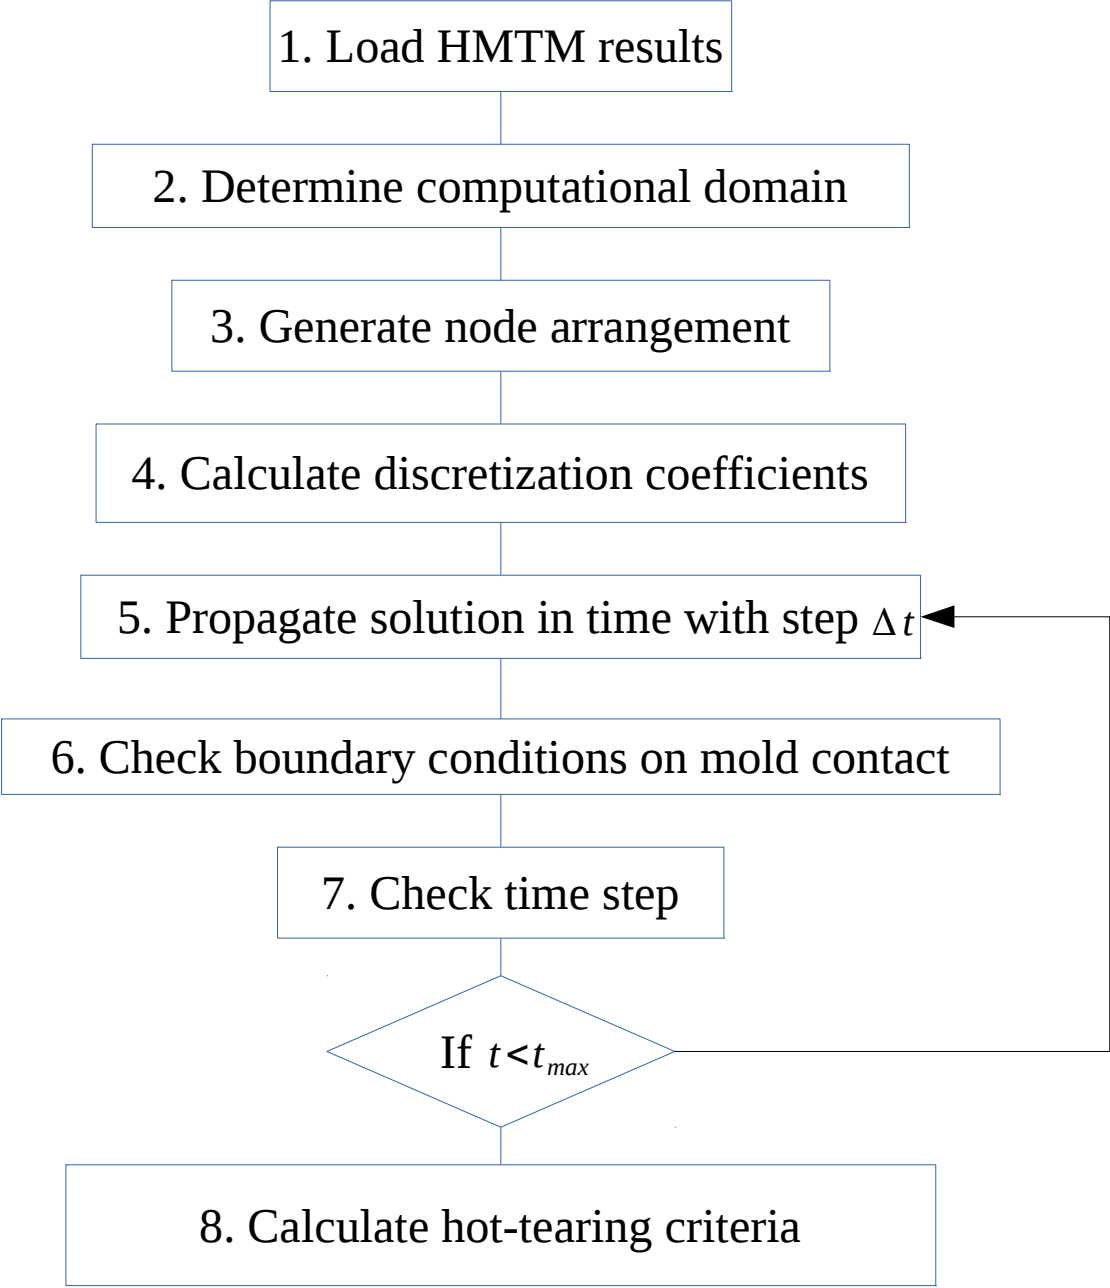 1. Load HMTM results
2. Determine computational domain
3. Generate node arrangement
4. Calculate discretization coefficients
5. Propagate solution in time with step Δ t
6. Check boundary conditions on mold contact
7. Check time step
If t < t_max
8. Calculate hot-tearing criteria